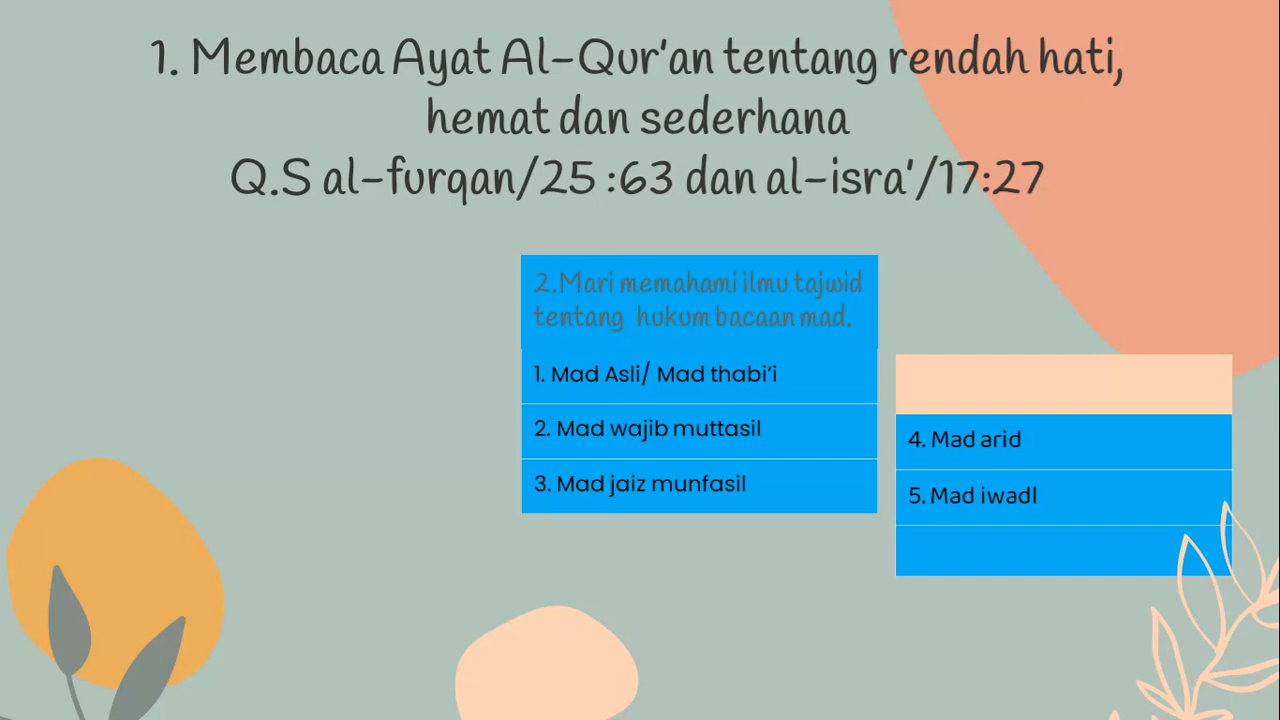 1. Membaca Ayat Al-Qur'an tentang rendah hati,
hemat dan sederhana
Q.S al-furqan/25 :63 dan al-isra'/17:27
2.Mari memahami ilmu tajwid
tentang hukum bacaan mad.
1. Mad Asli/ Mad thabi’i
2. Mad wajib muttasil
3. Mad jaiz munfasil
4. Mad arid
5. Mad iwadl